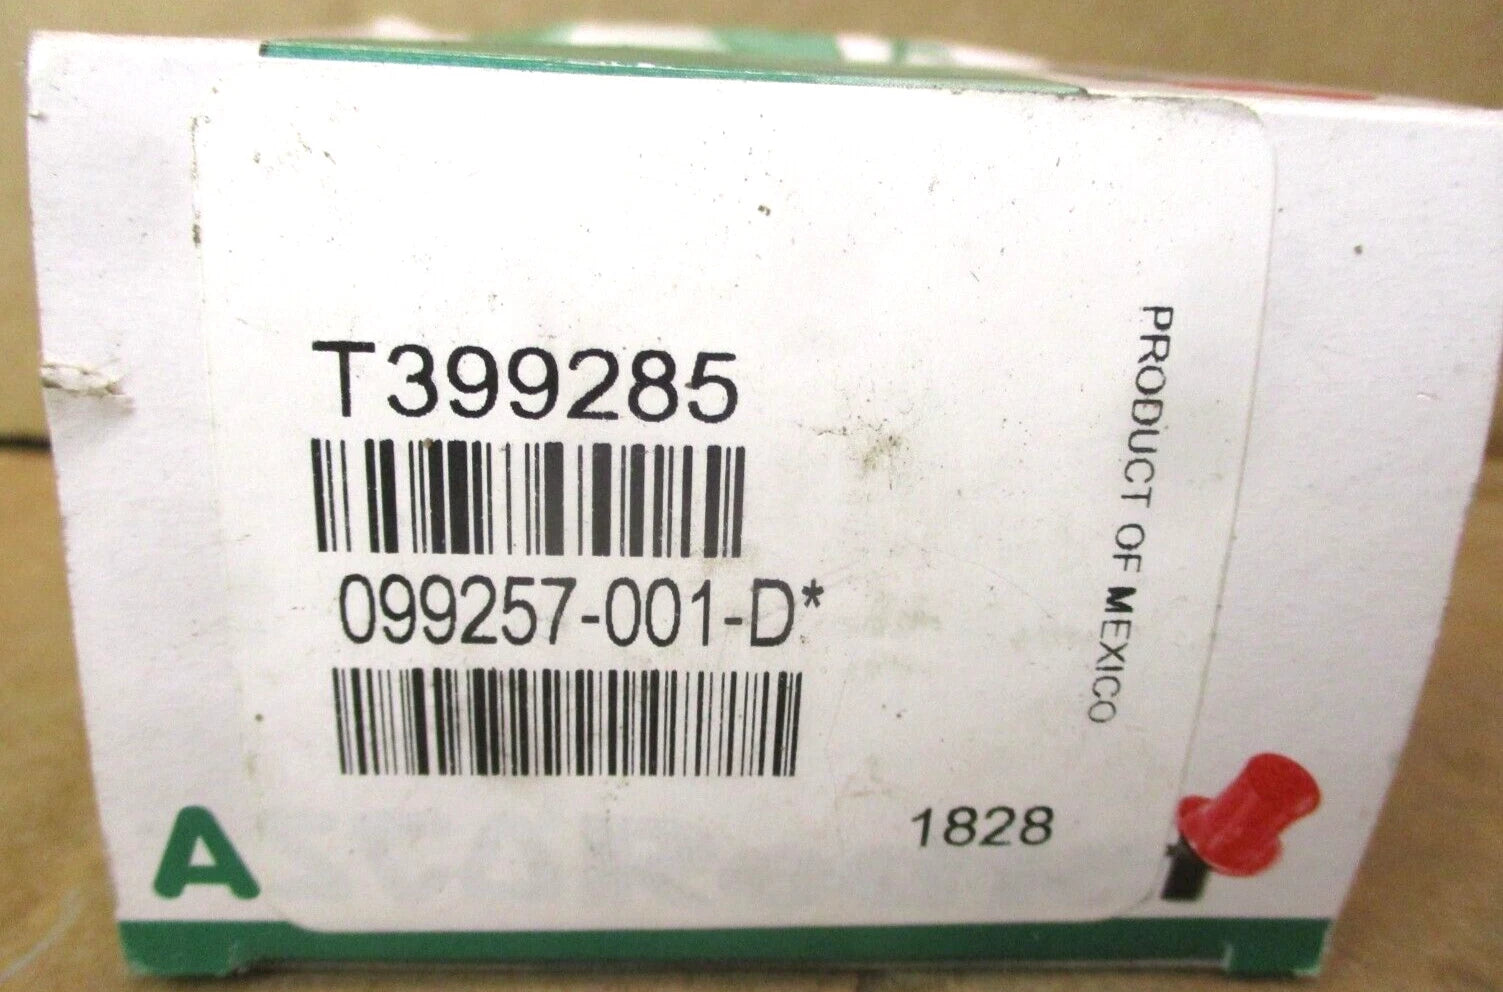 T399285
099257-001-D*
PRODUCT OF MEXICO
1828
A